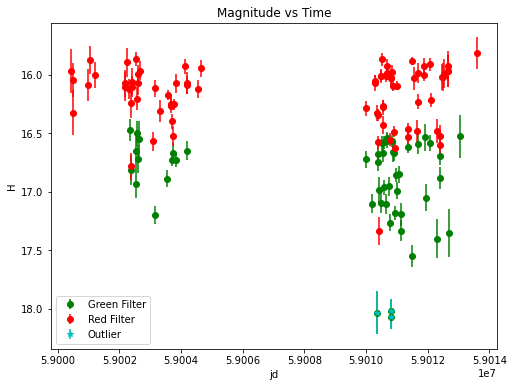 Magnitude vs Time
H
16.0
16.5
17.0
17.5
18.0
Green Filter
Red Filter
Outlier
5.9000 5.9002 5.9004 5.9006 5.9008 5.9010 5.9012 5.9014
1e7
jd